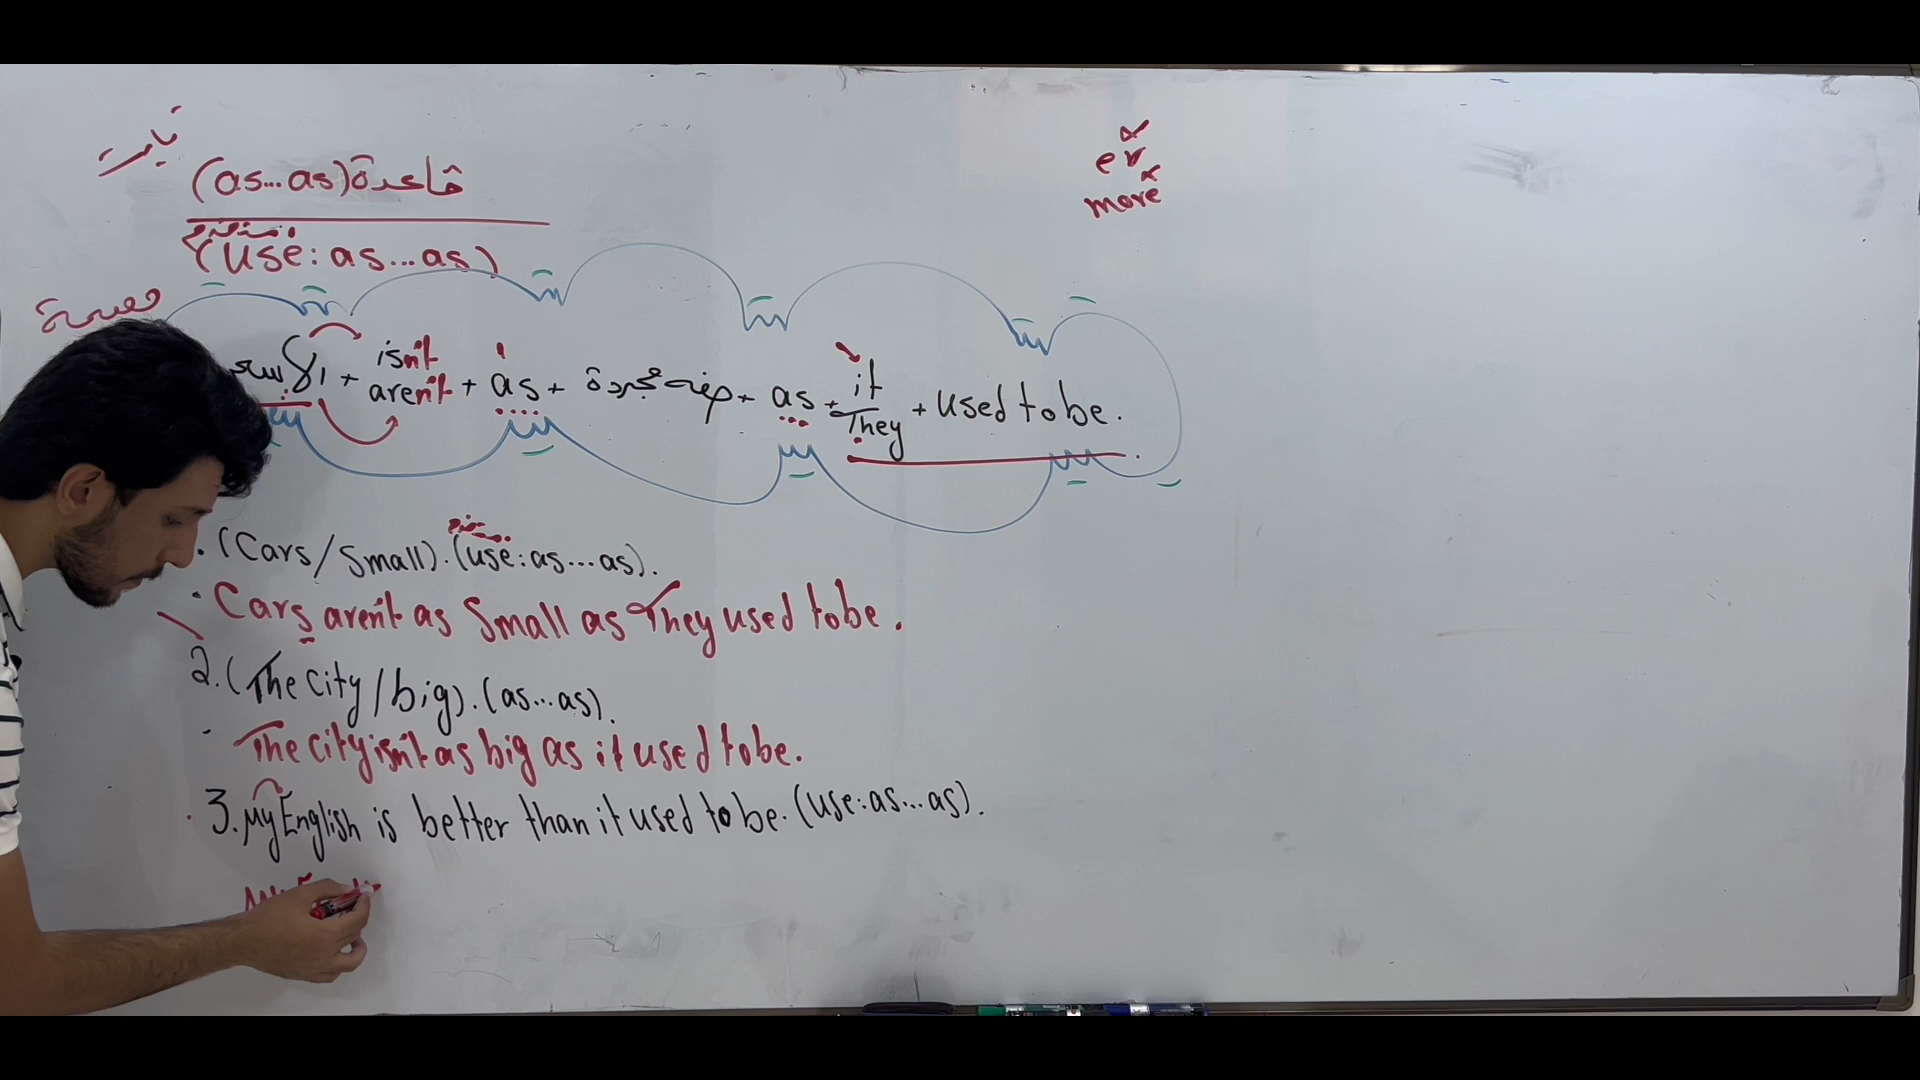 قاعدة (as...as)
(use: as...as)
er
more
الاسم + isn't / aren't + as + صفة مجردة + as + it / They + used to be.
. (Cars/Small). (use: as...as).
. Cars aren't as Small as They used to be.
2. (The City/big). (as...as).
The city isn't as big as it used to be.
3. My English is better than it used to be. (use: as...as).